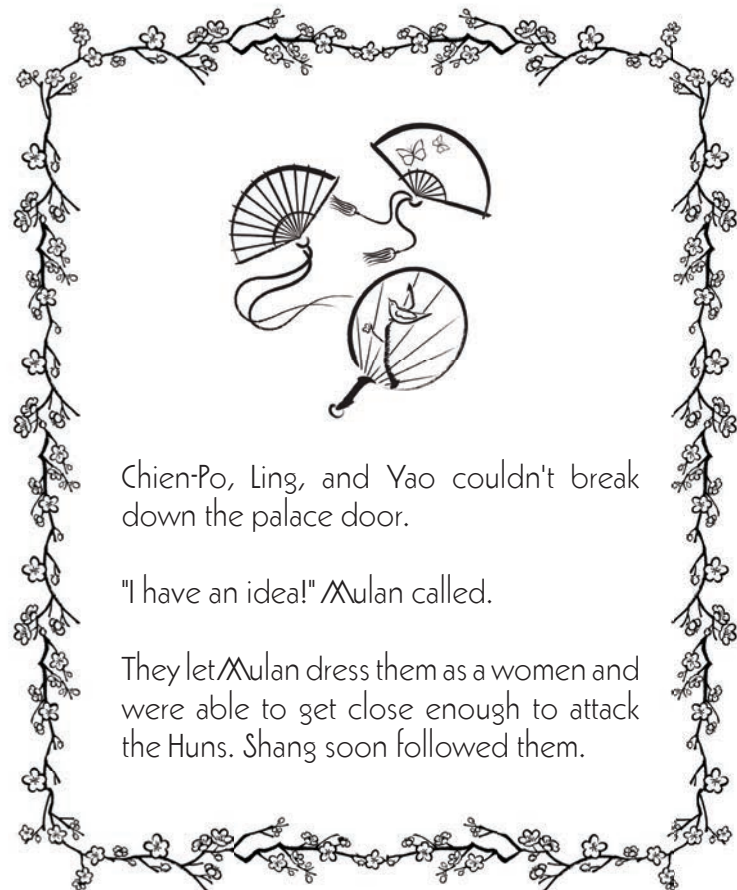 Chien-Po, Ling, and Yao couldn't break
down the palace door.
"I have an idea!" Mulan called.
They let Mulan dress them as a women and
were able to get close enough to attack
the Huns. Shang soon followed them.